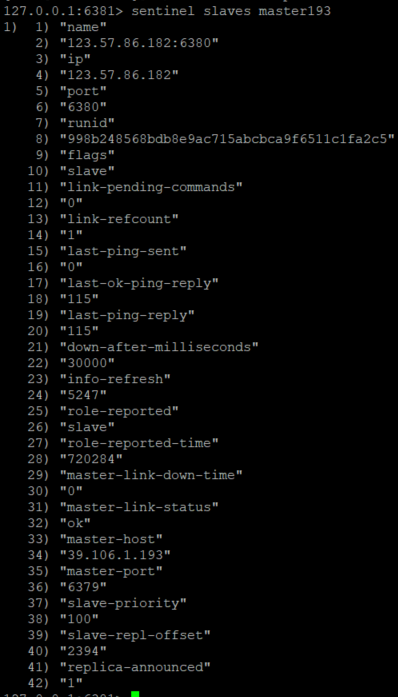 127.0.0.1:6381> sentinel slaves master193
1)  1) "name"
    2) "123.57.86.182:6380"
    3) "ip"
    4) "123.57.86.182"
    5) "port"
    6) "6380"
    7) "runid"
    8) "998b248568bdb8e9ac715abcbca9f6511c1fa2c5"
    9) "flags"
   10) "slave"
   11) "link-pending-commands"
   12) "0"
   13) "link-refcount"
   14) "1"
   15) "last-ping-sent"
   16) "0"
   17) "last-ok-ping-reply"
   18) "115"
   19) "last-ping-reply"
   20) "115"
   21) "down-after-milliseconds"
   22) "30000"
   23) "info-refresh"
   24) "5247"
   25) "role-reported"
   26) "slave"
   27) "role-reported-time"
   28) "720284"
   29) "master-link-down-time"
   30) "0"
   31) "master-link-status"
   32) "ok"
   33) "master-host"
   34) "39.106.1.193"
   35) "master-port"
   36) "6379"
   37) "slave-priority"
   38) "100"
   39) "slave-repl-offset"
   40) "2394"
   41) "replica-announced"
   42) "1"
127.0.0.1:6381>